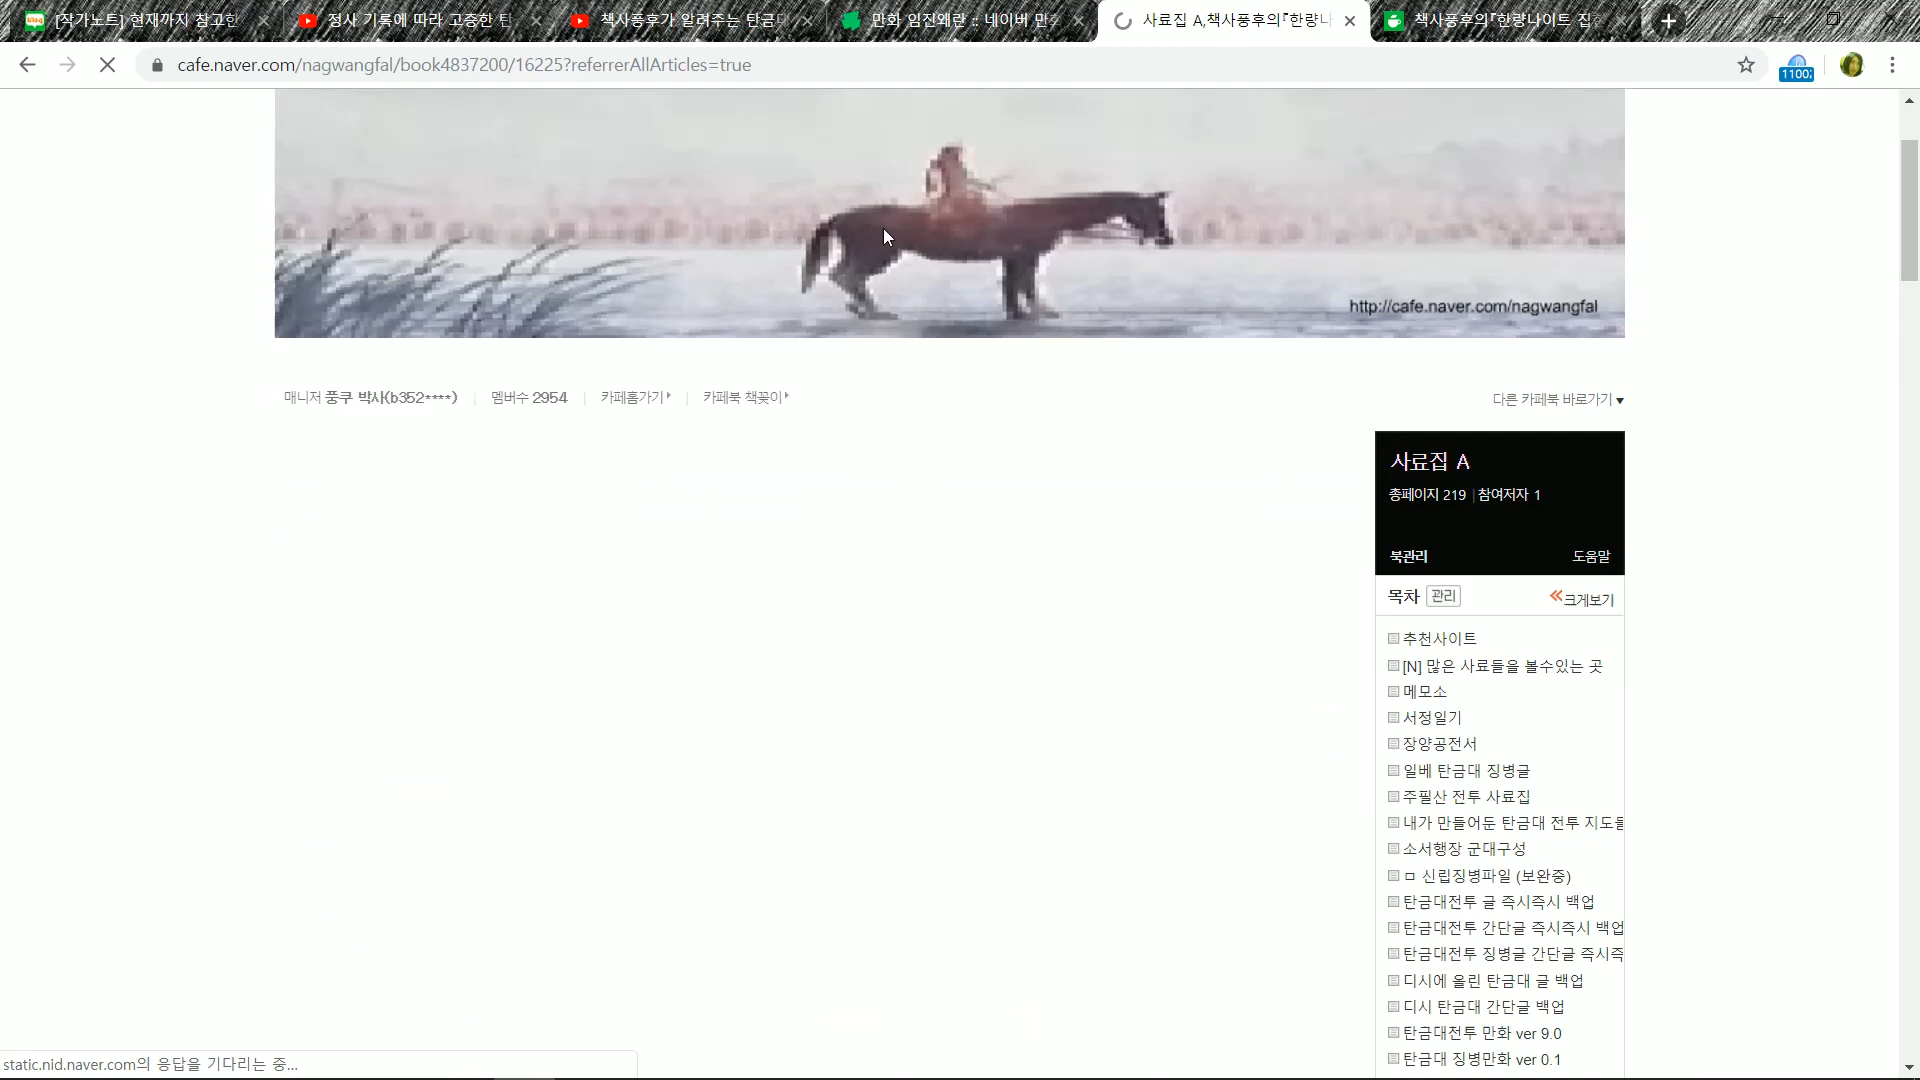 [작가노트] 현재까지 참고한
정사 기록에 따라 고증한 탄
책사풍후가 알려주는 탄금대
만화 임진왜란 :: 네이버 만화
사료집 A,책사풍후의『한량나
책사풍후의『한량나이트 집
cafe.naver.com/nagwangfal/book4837200/16225?referrerAllArticles=true
1100
http://cafe.naver.com/nagwangfal
매니저 풍쿠 박사(b352****) | 멤버수 2954 | 카페홈가기 | 카페북 책꽂이
다른 카페북 바로가기
사료집 A
총페이지 219 | 참여저자 1
북관리 도움말
목차 관리 크게보기
추천사이트
[N] 많은 사료들을 볼수있는 곳
메모소
서정일기
장양공전서
일베 탄금대 징병글
주필산 전투 사료집
내가 만들어둔 탄금대 전투 지도들
소서행장 군대구성
ㅁ 신립징병파일 (보완중)
탄금대전투 글 즉시즉시 백업
탄금대전투 간단글 즉시즉시 백업
탄금대전투 징병글 간단글 즉시즉
디시에 올린 탄금대 글 백업
디시 탄금대 간단글 백업
탄금대전투 만화 ver 9.0
탄금대 징병만화 ver 0.1
static.nid.naver.com의 응답을 기다리는 중...